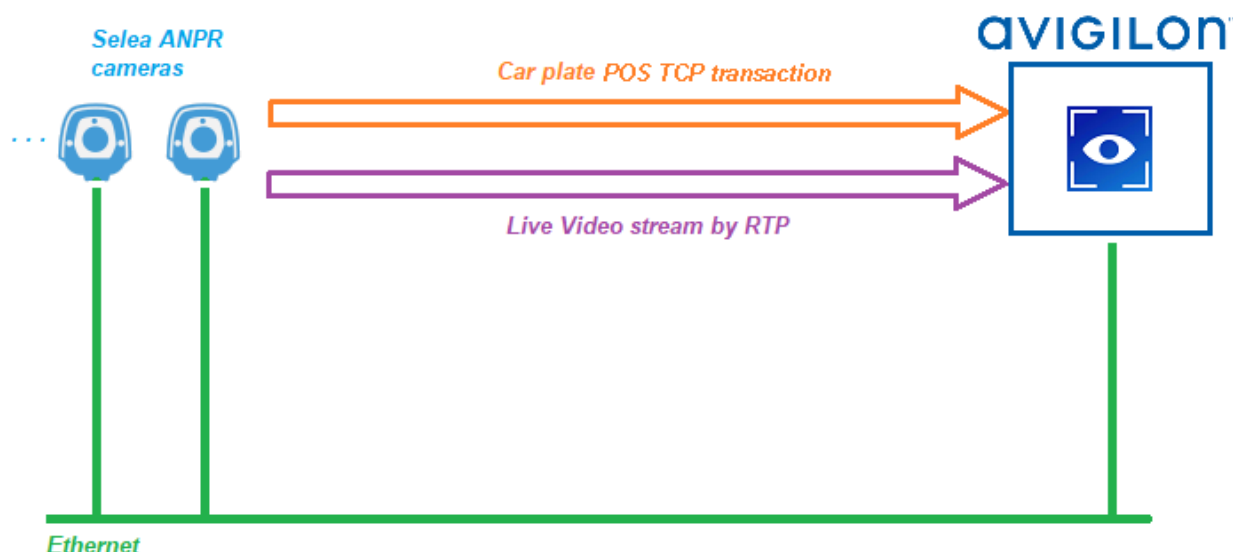 Selea ANPR
cameras
aVIGILOn
Car plate POS TCP transaction
...
Live Video stream by RTP
Ethernet